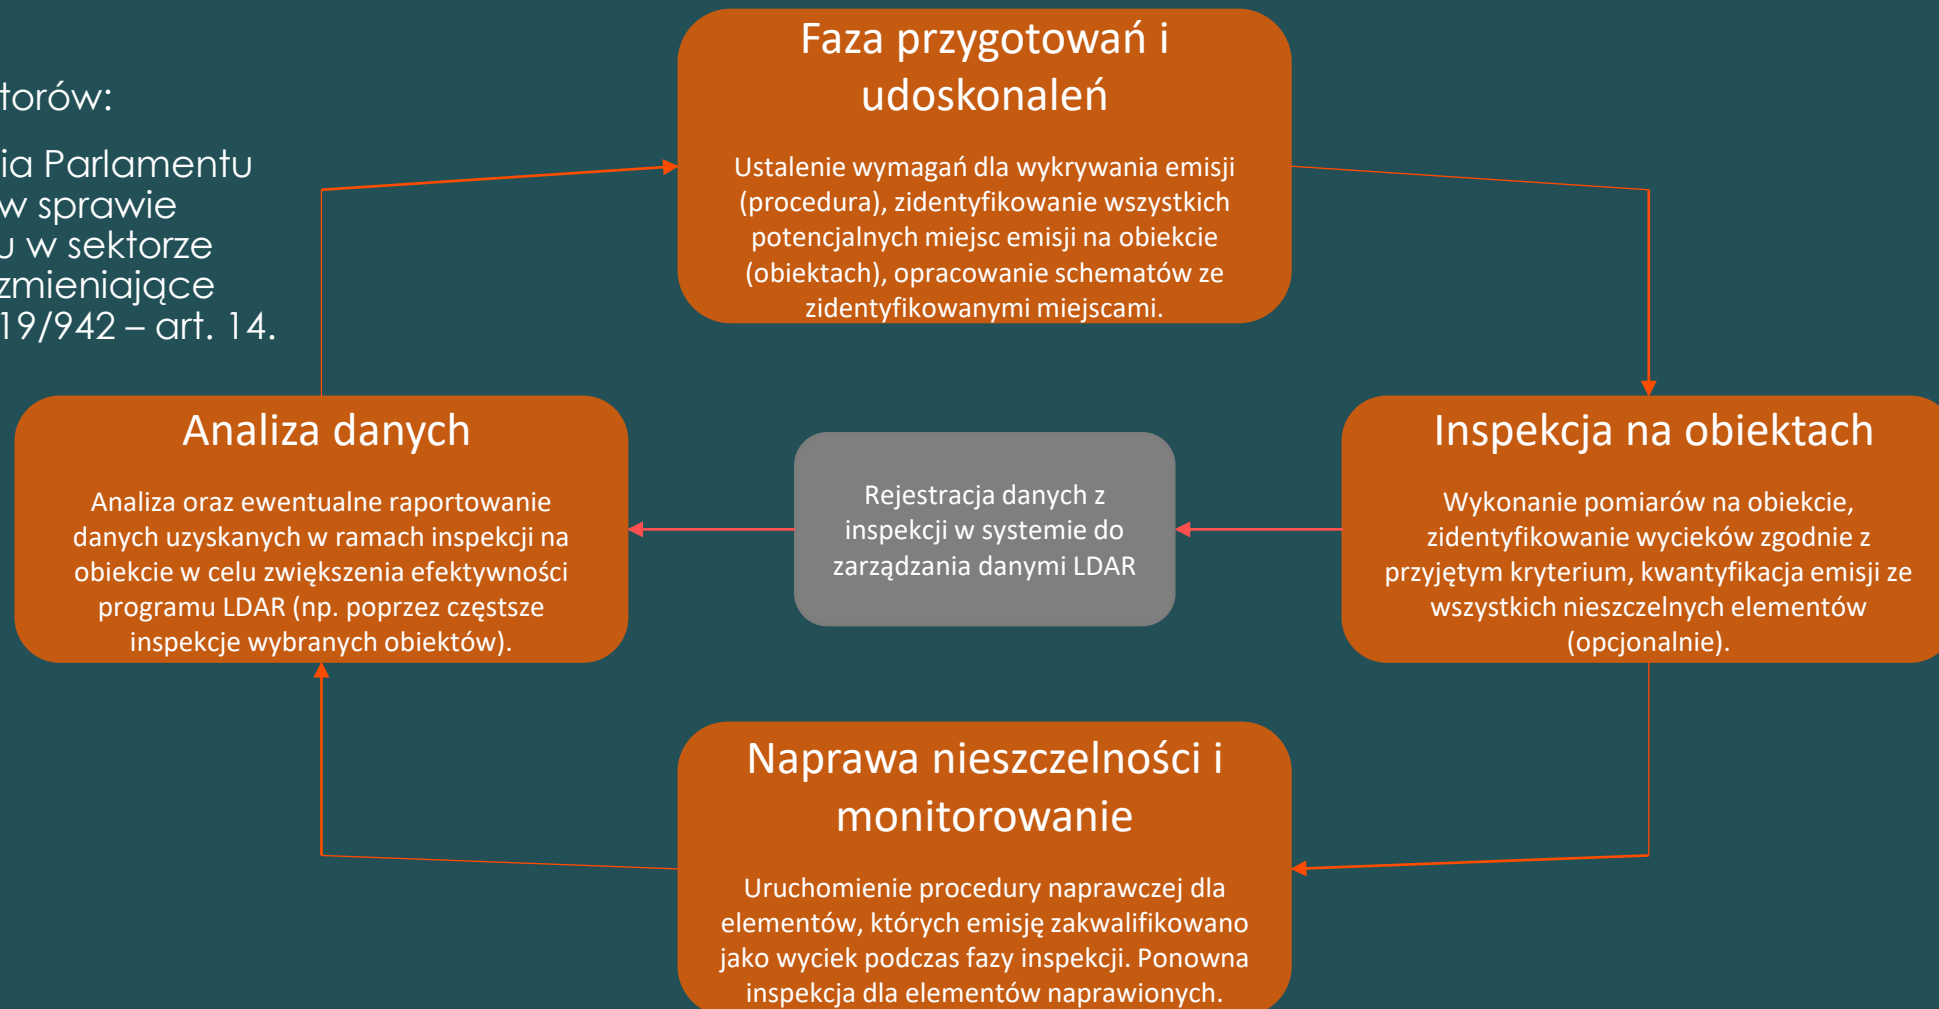 torów:
ia Parlamentu
w sprawie
u w sektorze
zmieniające
19/942 – art. 14.
Faza przygotowań i
udoskonaleń
Ustalenie wymagań dla wykrywania emisji
(procedura), zidentyfikowanie wszystkich
potencjalnych miejsc emisji na obiekcie
(obiektach), opracowanie schematów ze
zidentyfikowanymi miejscami.
Analiza danych
Analiza oraz ewentualne raportowanie
danych uzyskanych w ramach inspekcji na
obiekcie w celu zwiększenia efektywności
programu LDAR (np. poprzez częstsze
inspekcje wybranych obiektów).
Rejestracja danych z
inspekcji w systemie do
zarządzania danymi LDAR
Inspekcja na obiektach
Wykonanie pomiarów na obiekcie,
zidentyfikowanie wycieków zgodnie z
przyjętym kryterium, kwantyfikacja emisji ze
wszystkich nieszczelnych elementów
(opcjonalnie).
Naprawa nieszczelności i
monitorowanie
Uruchomienie procedury naprawczej dla
elementów, których emisję zakwalifikowano
jako wyciek podczas fazy inspekcji. Ponowna
inspekcja dla elementów naprawionych.